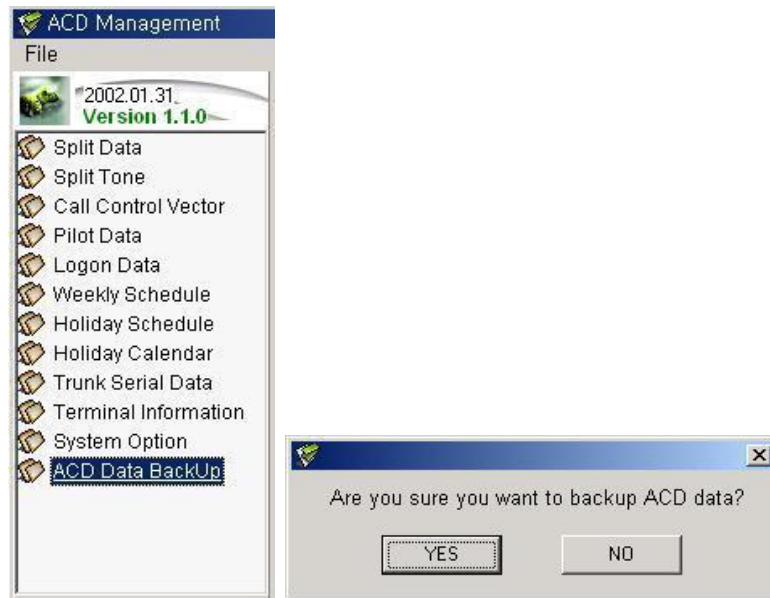 ACD Management
File
2002.01.31.
Version 1.1.0
Split Data
Split Tone
Call Control Vector
Pilot Data
Logon Data
Weekly Schedule
Holiday Schedule
Holiday Calendar
Trunk Serial Data
Terminal Information
System Option
ACD Data BackUp
Are you sure you want to backup ACD data?
YES NO